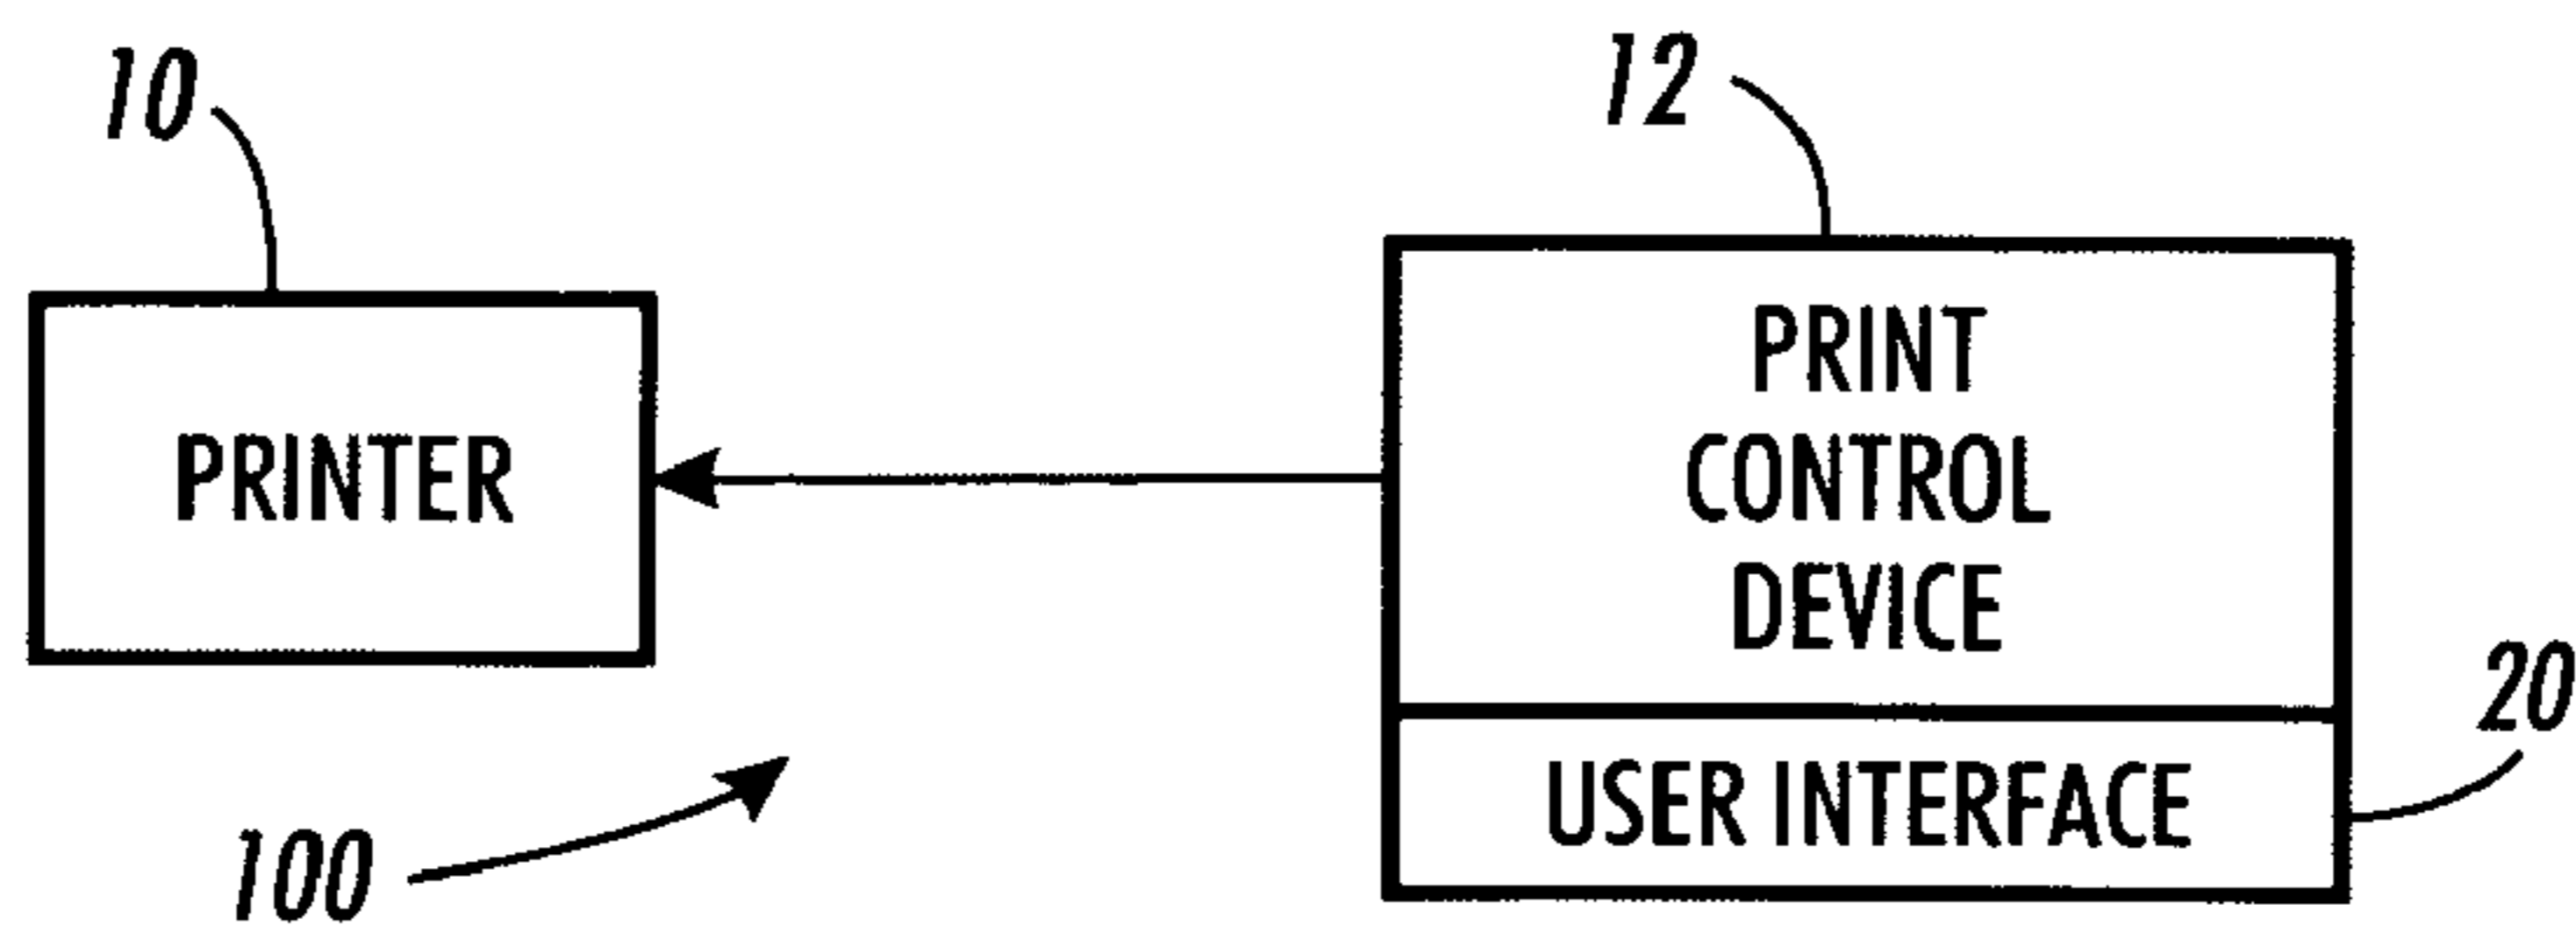 10
12
PRINTER
PRINT
CONTROL
DEVICE
20
USER INTERFACE
100